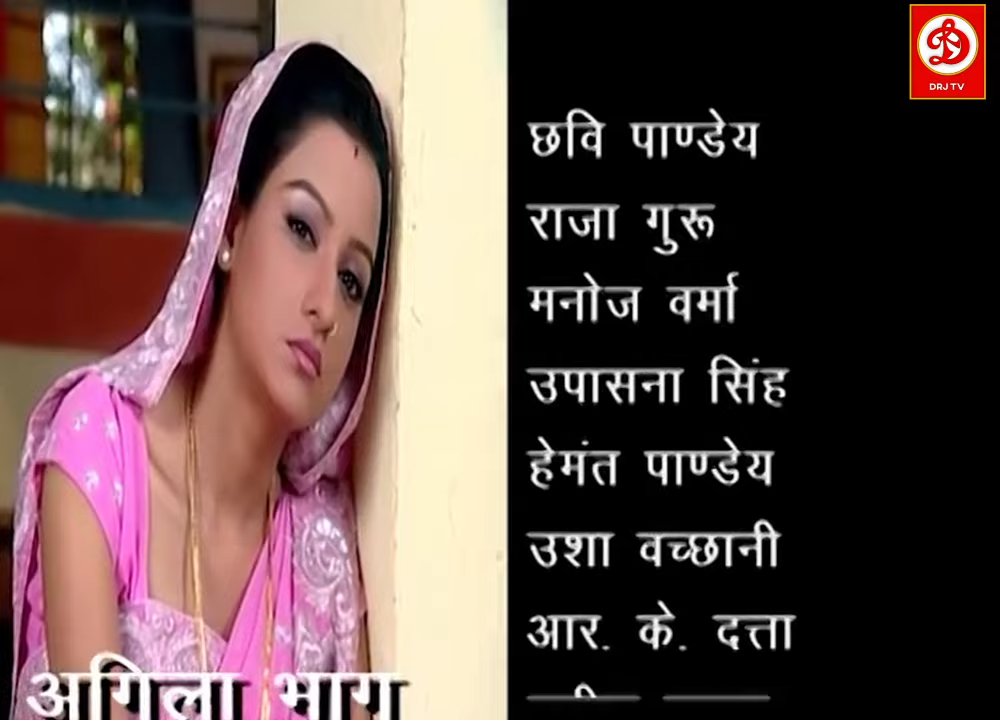 DRJ TV
छवि पाण्डेय
राजा गुरू
मनोज वर्मा
उपासना सिंह
हेमंत पाण्डेय
उशा वच्छानी
आर. के. दत्ता
अगिला भाग